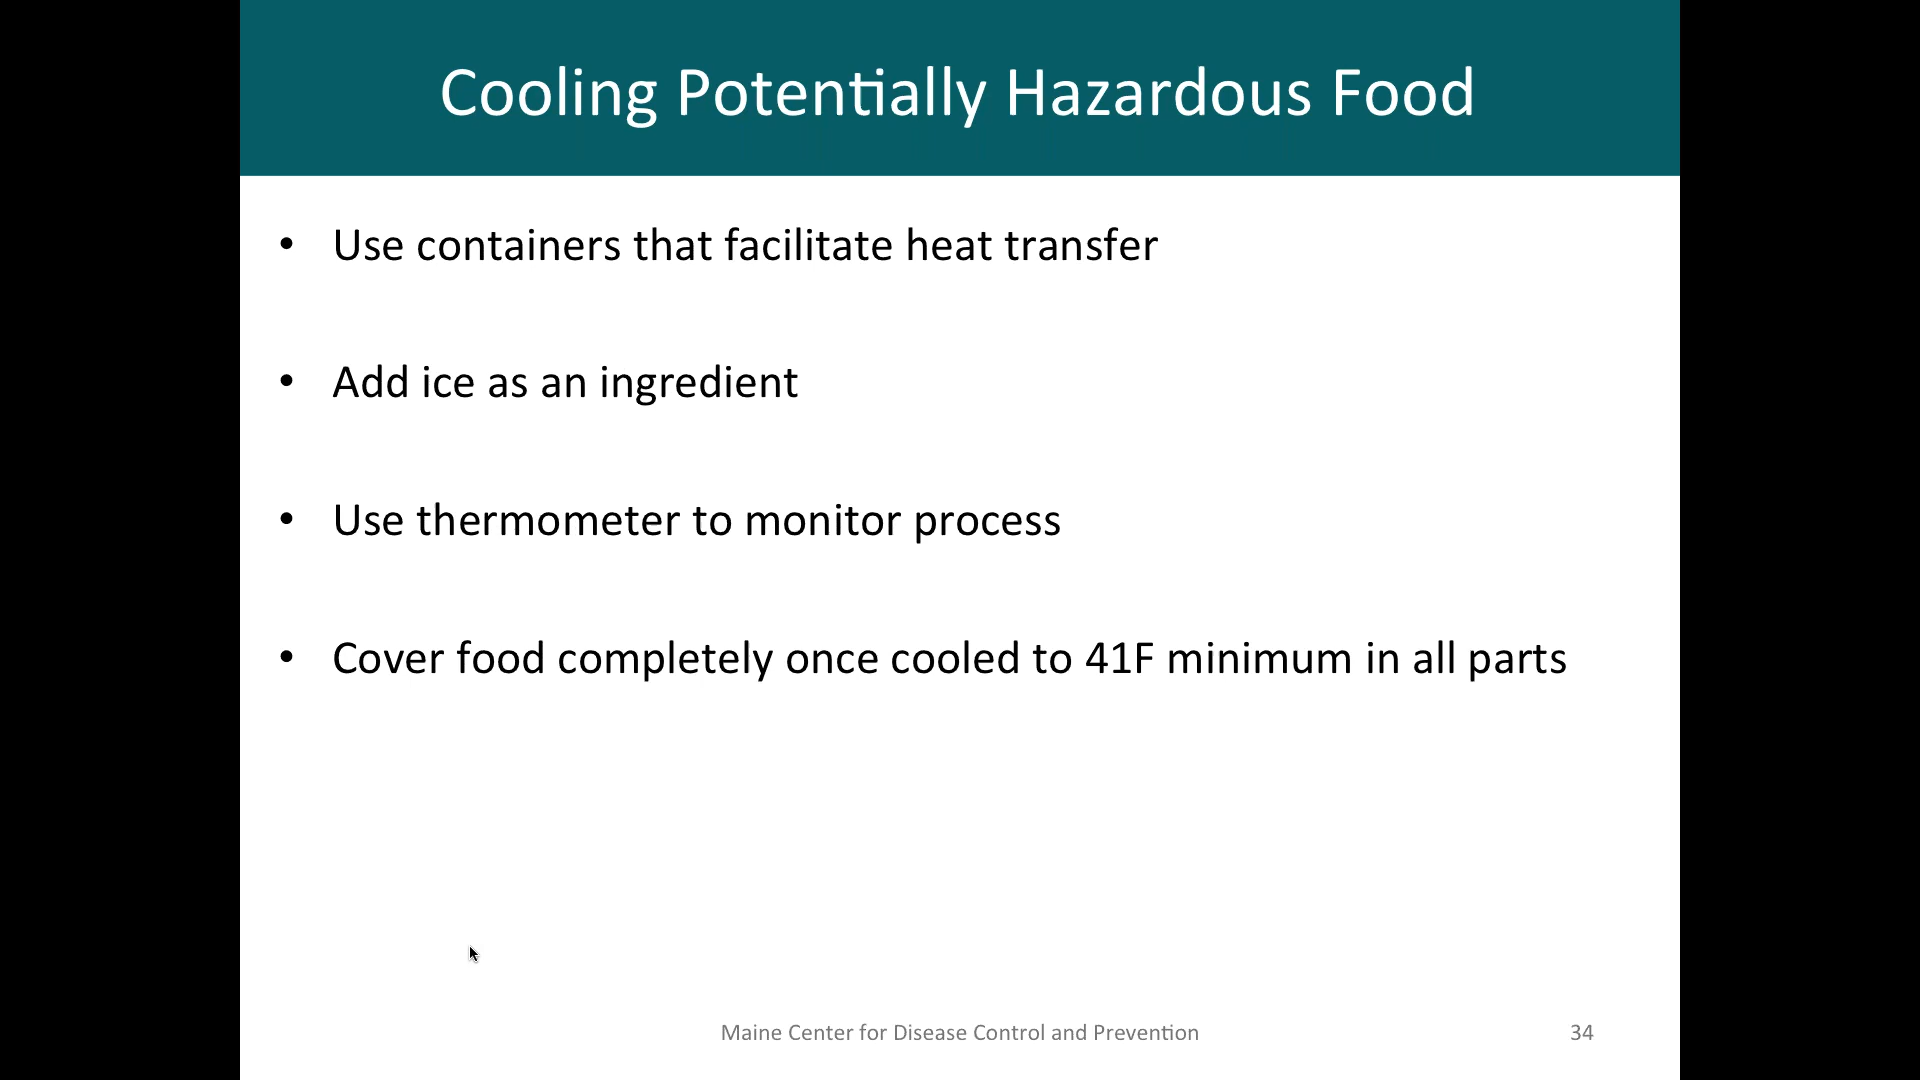 Cooling Potentially Hazardous Food
• Use containers that facilitate heat transfer
• Add ice as an ingredient
• Use thermometer to monitor process
• Cover food completely once cooled to 41F minimum in all parts
Maine Center for Disease Control and Prevention
34